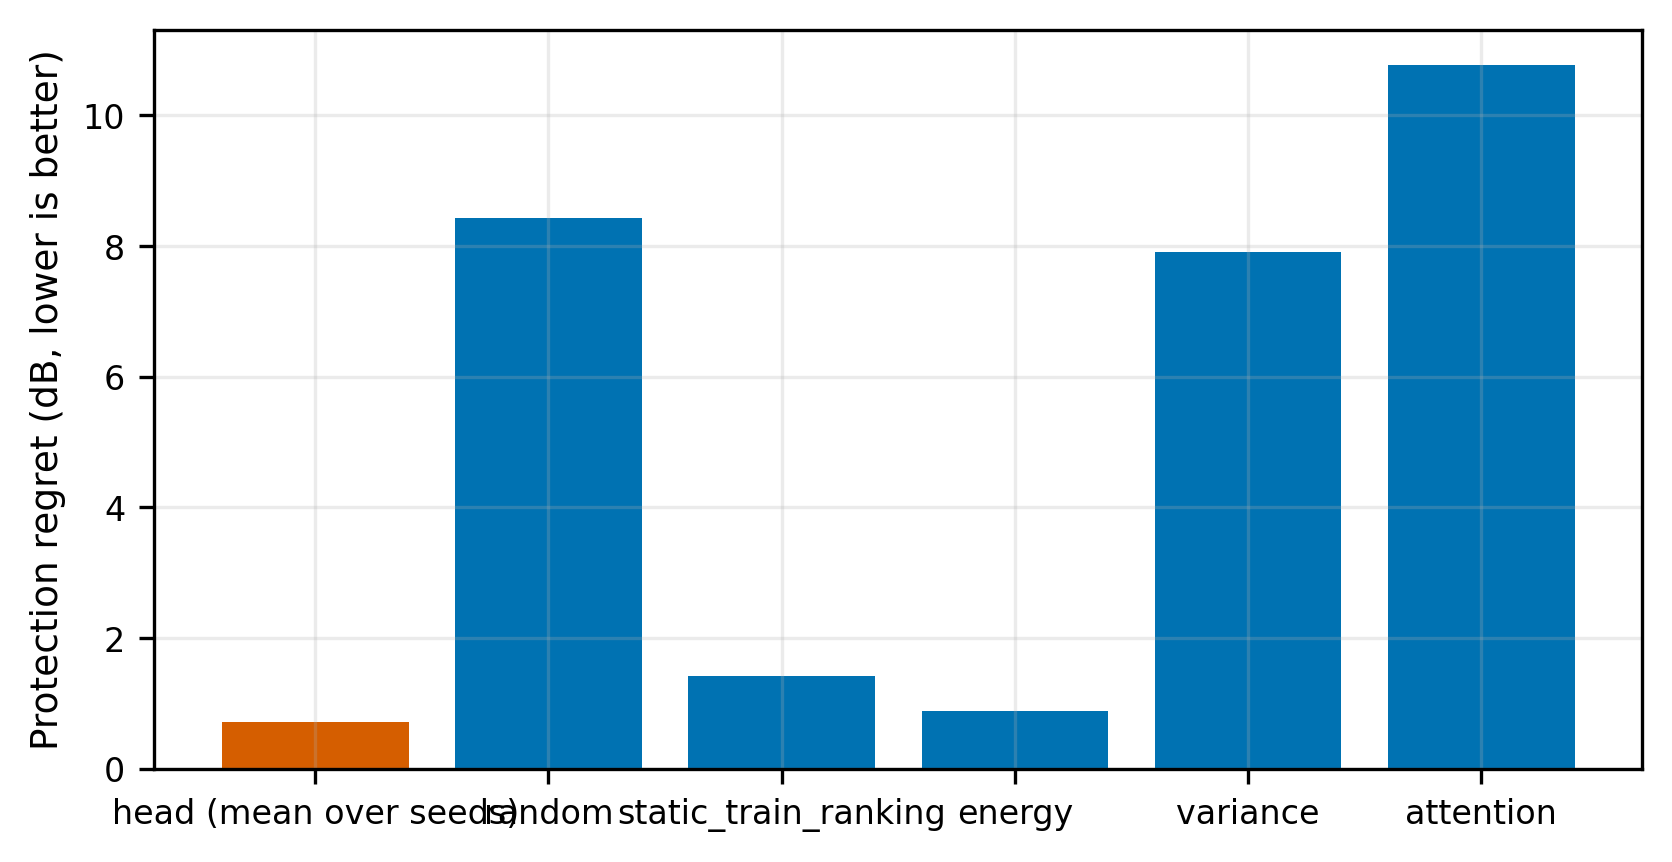 Protection regret (dB, lower is better)
10
8
6
4
2
0
head (mean over seeds)
random
static_train_ranking
energy
variance
attention